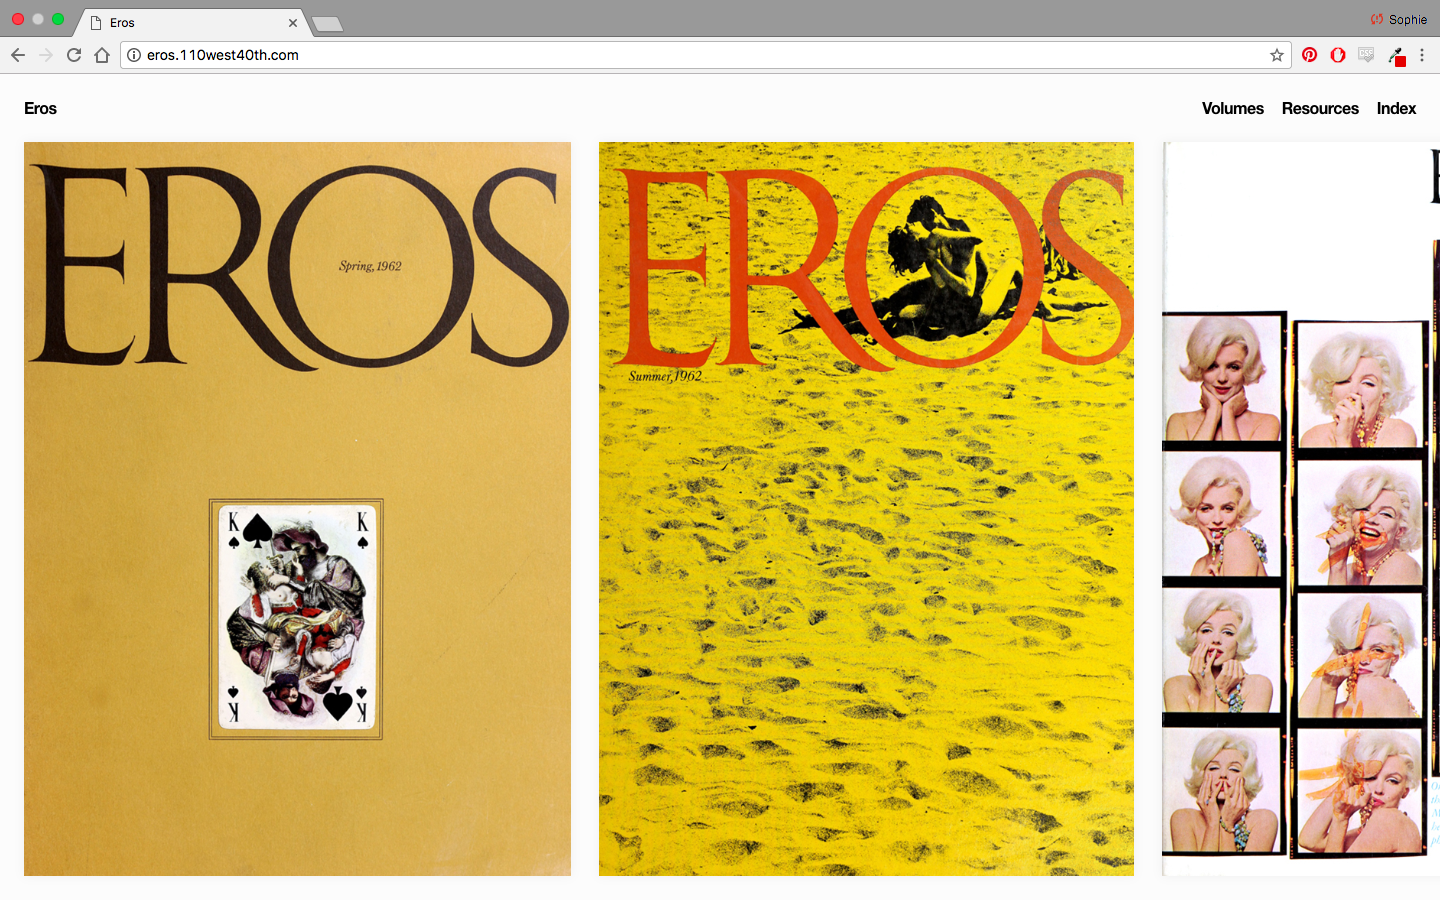 Eros
Sophie
eros.110west40th.com
Eros
Volumes Resources Index
EROS
Spring, 1962
K K
K K
EROS
Summer, 1962